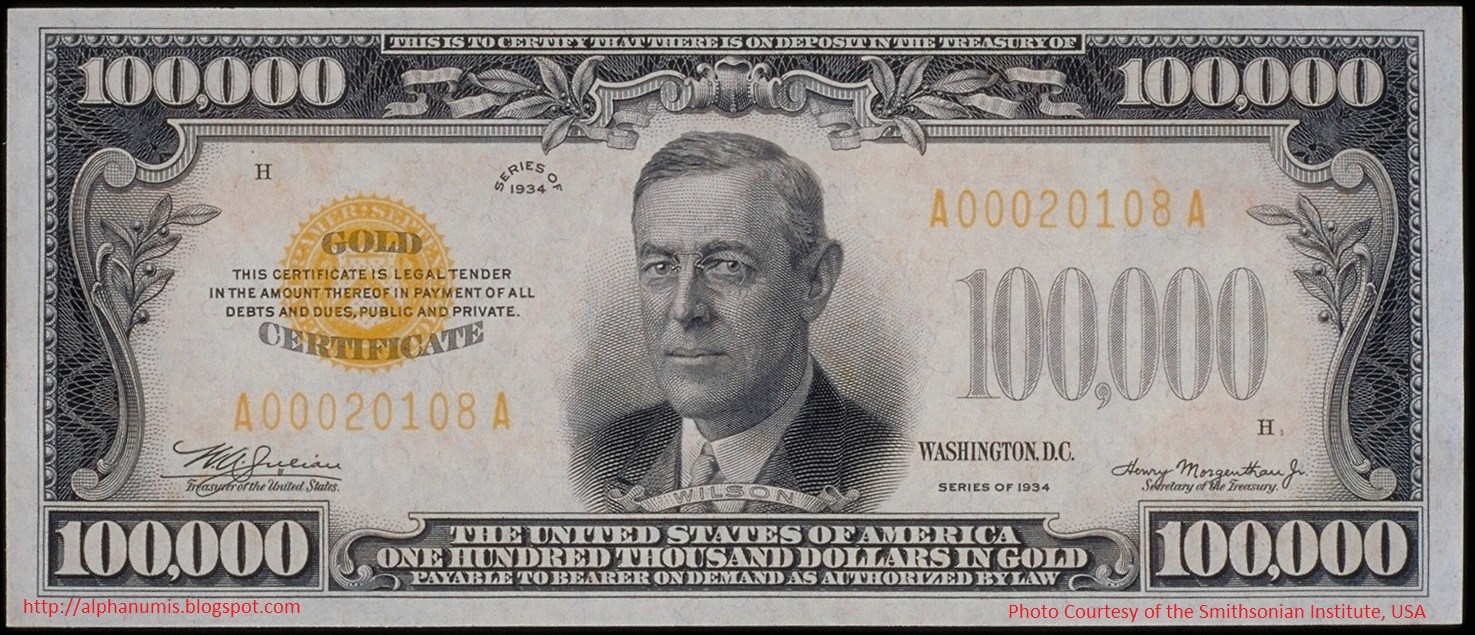 THIS IS TO CERTIFY THAT THERE IS ON DEPOSIT IN THE TREASURY OF
100,000
100,000
H
SERIES OF
1934
A00020108A
GOLD
THIS CERTIFICATE IS LEGAL TENDER
IN THE AMOUNT THEREOF IN PAYMENT OF ALL
DEBTS AND DUES, PUBLIC AND PRIVATE.
CERTIFICATE
100,000
A00020108A
H
W.A. Julian
Treasurer of the United States.
WILSON
WASHINGTON, D.C.
SERIES OF 1934
Henry Morgenthau Jr.
Secretary of the Treasury.
100,000
THE UNITED STATES OF AMERICA
ONE HUNDRED THOUSAND DOLLARS IN GOLD
PAYABLE TO BEARER ON DEMAND AS AUTHORIZED BY LAW
100,000
http://alphanumis.blogspot.com
Photo Courtesy of the Smithsonian Institute, USA